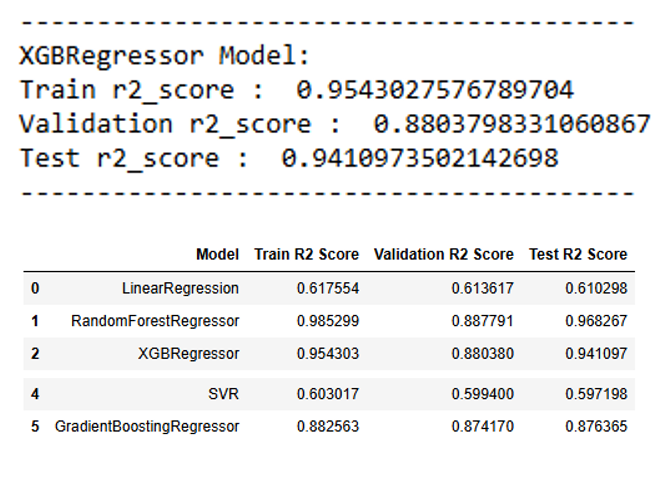 -----------------------------------------
XGBRegressor Model:
Train r2_score :  0.9543027576789704
Validation r2_score :  0.8803798331060867
Test r2_score :  0.9410973502142698
-----------------------------------------
Model Train R2 Score Validation R2 Score Test R2 Score
0 LinearRegression 0.617554 0.613617 0.610298
1 RandomForestRegressor 0.985299 0.887791 0.968267
2 XGBRegressor 0.954303 0.880380 0.941097
4 SVR 0.603017 0.599400 0.597198
5 GradientBoostingRegressor 0.882563 0.874170 0.876365